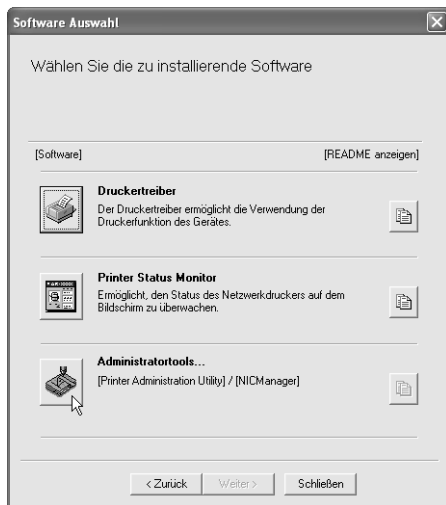 Software Auswahl
Wählen Sie die zu installierende Software
[Software] [README anzeigen]
Druckertreiber
Der Druckertreiber ermöglicht die Verwendung der
Druckerfunktion des Gerätes.
Printer Status Monitor
Ermöglicht, den Status des Netzwerkdruckers auf dem
Bildschirm zu überwachen.
Administratortools...
[Printer Administration Utility] / [NICManager]
< Zurück Weiter > Schließen